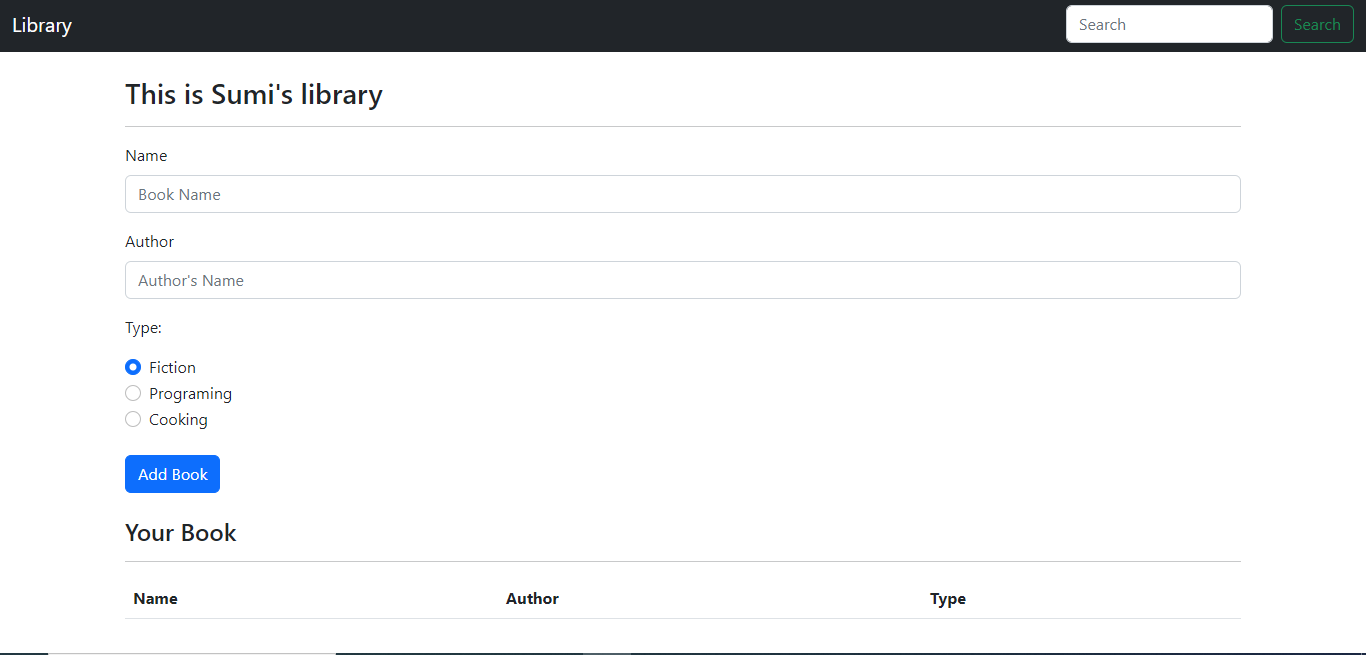 Library Search Search
This is Sumi's library
Name
Book Name
Author
Author's Name
Type:
Fiction
Programing
Cooking
Add Book
Your Book
Name Author Type